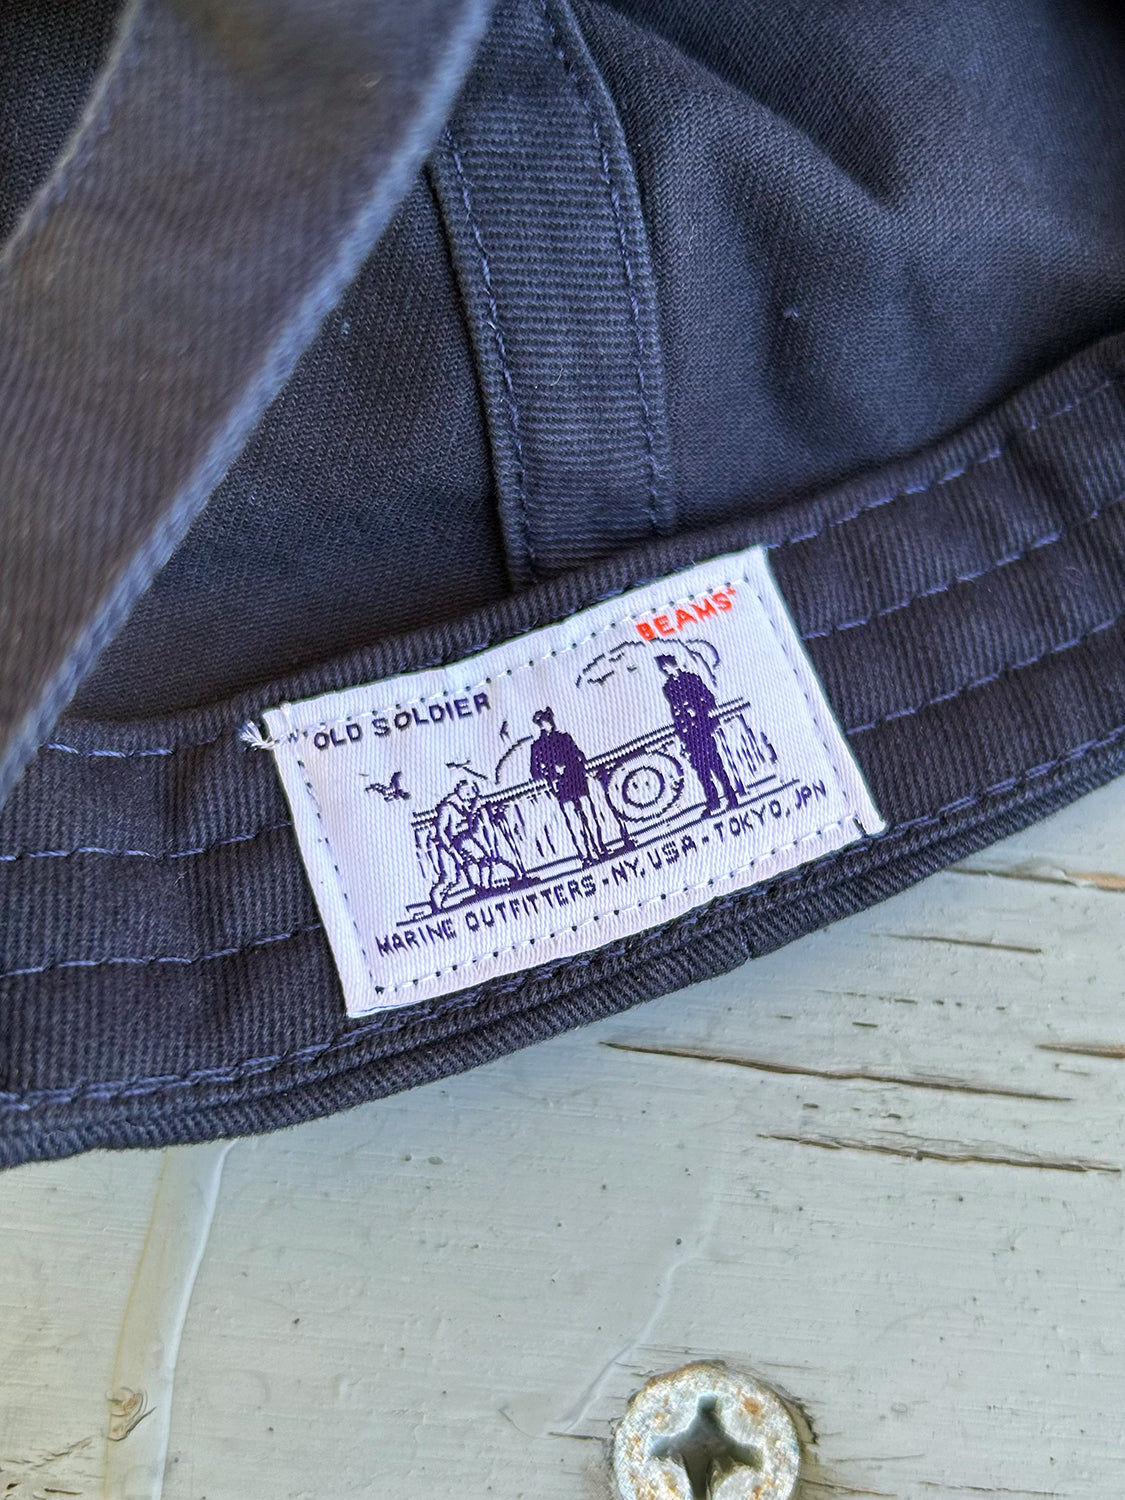 BEAMS+
"OLD SOLDIER
MARINE OUTFITTERS-NY, USA-TOKYO, JPN